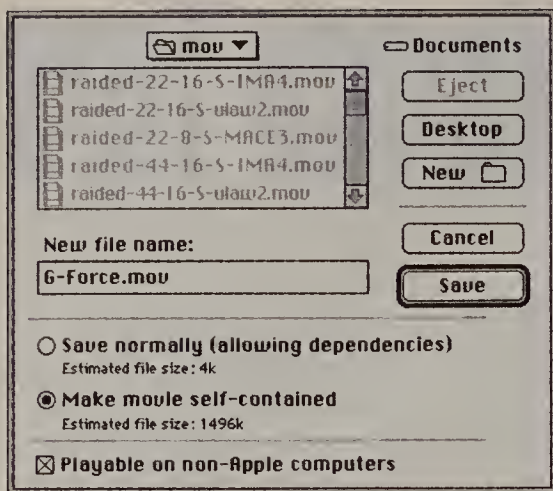 mov
Documents
raided-22-16-S-IMA4.mov
raided-22-16-S-ulaw2.mov
raided-22-8-S-MACE3.mov
raided-44-16-S-IMA4.mov
raided-44-16-S-ulaw2.mov
Eject
Desktop
New
New file name:
G-Force.mov
Cancel
Save
Save normally (allowing dependencies)
Estimated file size: 4k
Make movie self-contained
Estimated file size: 1496k
Playable on non-Apple computers